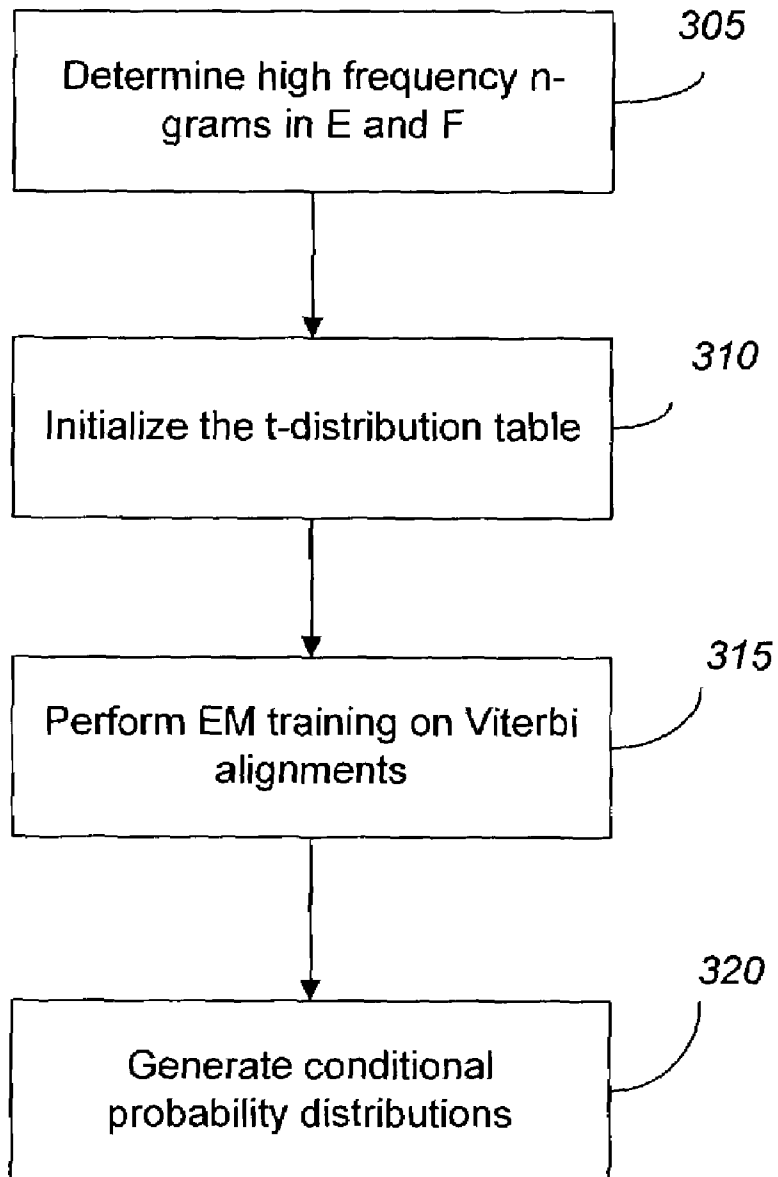 305
Determine high frequency n-
grams in E and F
310
Initialize the t-distribution table
315
Perform EM training on Viterbi
alignments
320
Generate conditional
probability distributions